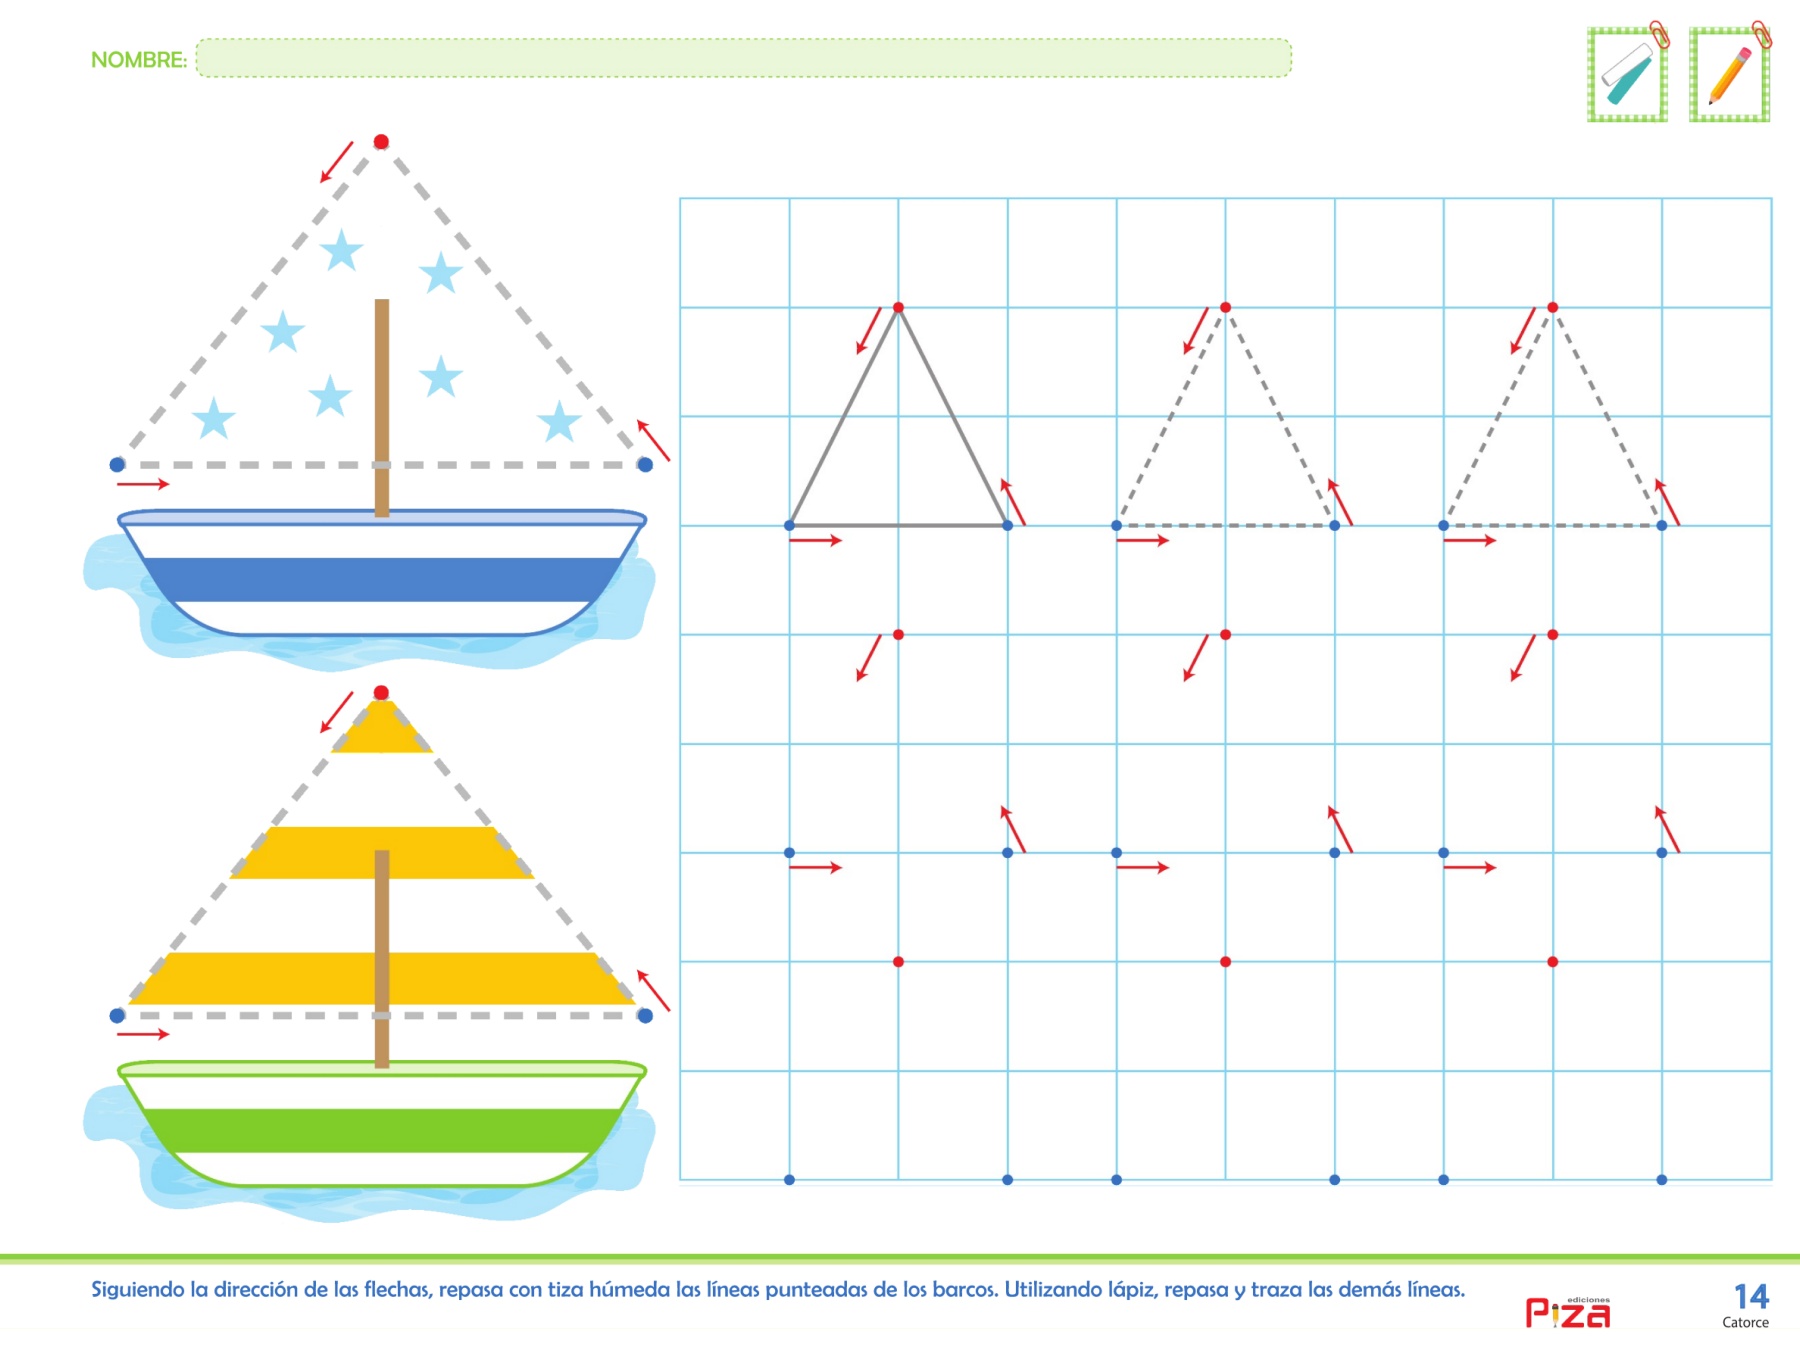 NOMBRE:
Siguiendo la dirección de las flechas, repasa con tiza húmeda las líneas punteadas de los barcos. Utilizando lápiz, repasa y traza las demás líneas.
ediciones
Piza
14
Catorce